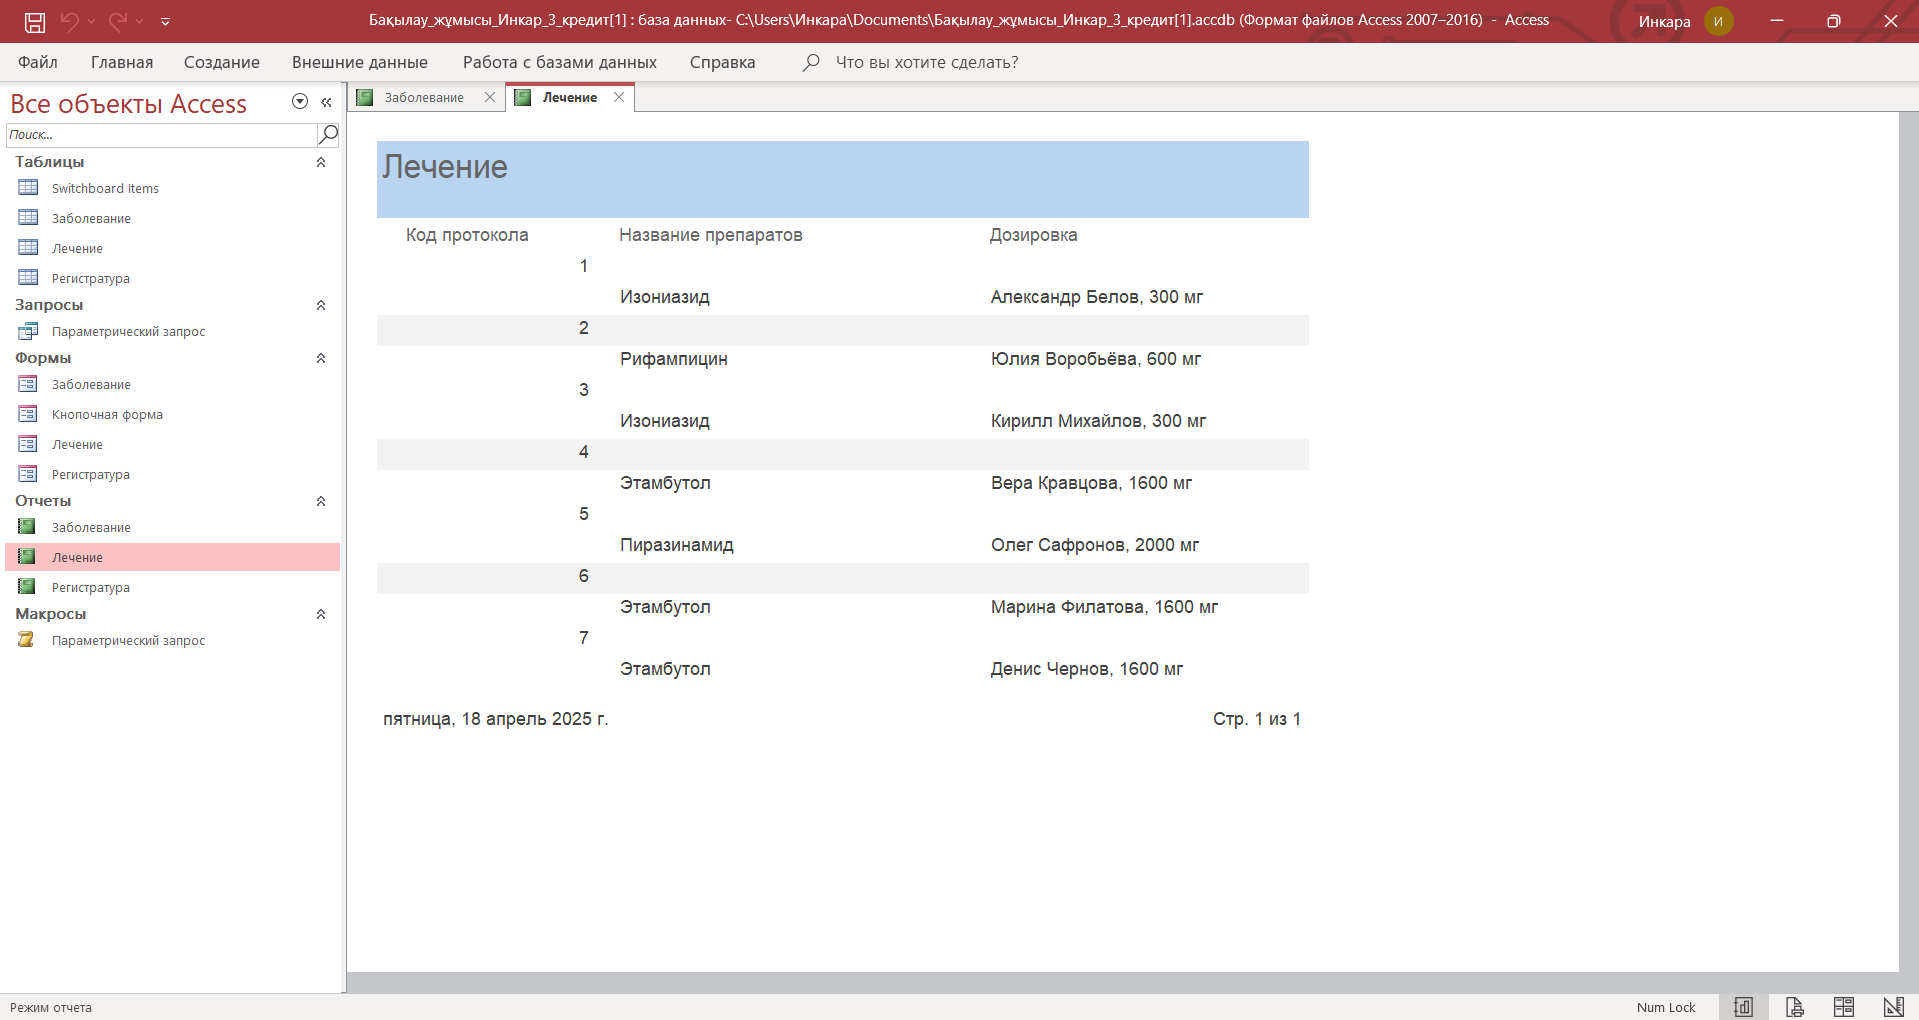 Бақылау_жұмысы_Инкар_3_кредит[1] : база данных- C:\Users\Инкара\Documents\Бақылау_жұмысы_Инкар_3_кредит[1].accdb (Формат файлов Access 2007–2016) - Access
Инкара
И
Файл Главная Создание Внешние данные Работа с базами данных Справка Что вы хотите сделать?
Все объекты Access
Поиск...
Таблицы
Switchboard Items
Заболевание
Лечение
Регистратура
Запросы
Параметрический запрос
Формы
Заболевание
Кнопочная форма
Лечение
Регистратура
Отчеты
Заболевание
Лечение
Регистратура
Макросы
Параметрический запрос
Заболевание Лечение
Лечение
Код протокола Название препаратов Дозировка
1
Изониазид Александр Белов, 300 мг
2
Рифампицин Юлия Воробьёва, 600 мг
3
Изониазид Кирилл Михайлов, 300 мг
4
Этамбутол Вера Кравцова, 1600 мг
5
Пиразинамид Олег Сафронов, 2000 мг
6
Этамбутол Марина Филатова, 1600 мг
7
Этамбутол Денис Чернов, 1600 мг
пятница, 18 апрель 2025 г. Стр. 1 из 1
Режим отчета Num Lock